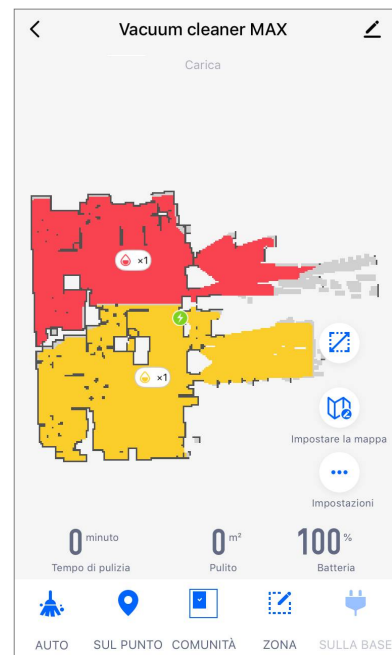 Vacuum cleaner MAX
Carica
×1
×1
Impostare la mappa
Impostazioni
0 minuto
0 m²
100 %
Tempo di pulizia
Pulito
Batteria
AUTO
SUL PUNTO
COMUNITÀ
ZONA
SULLA BASE